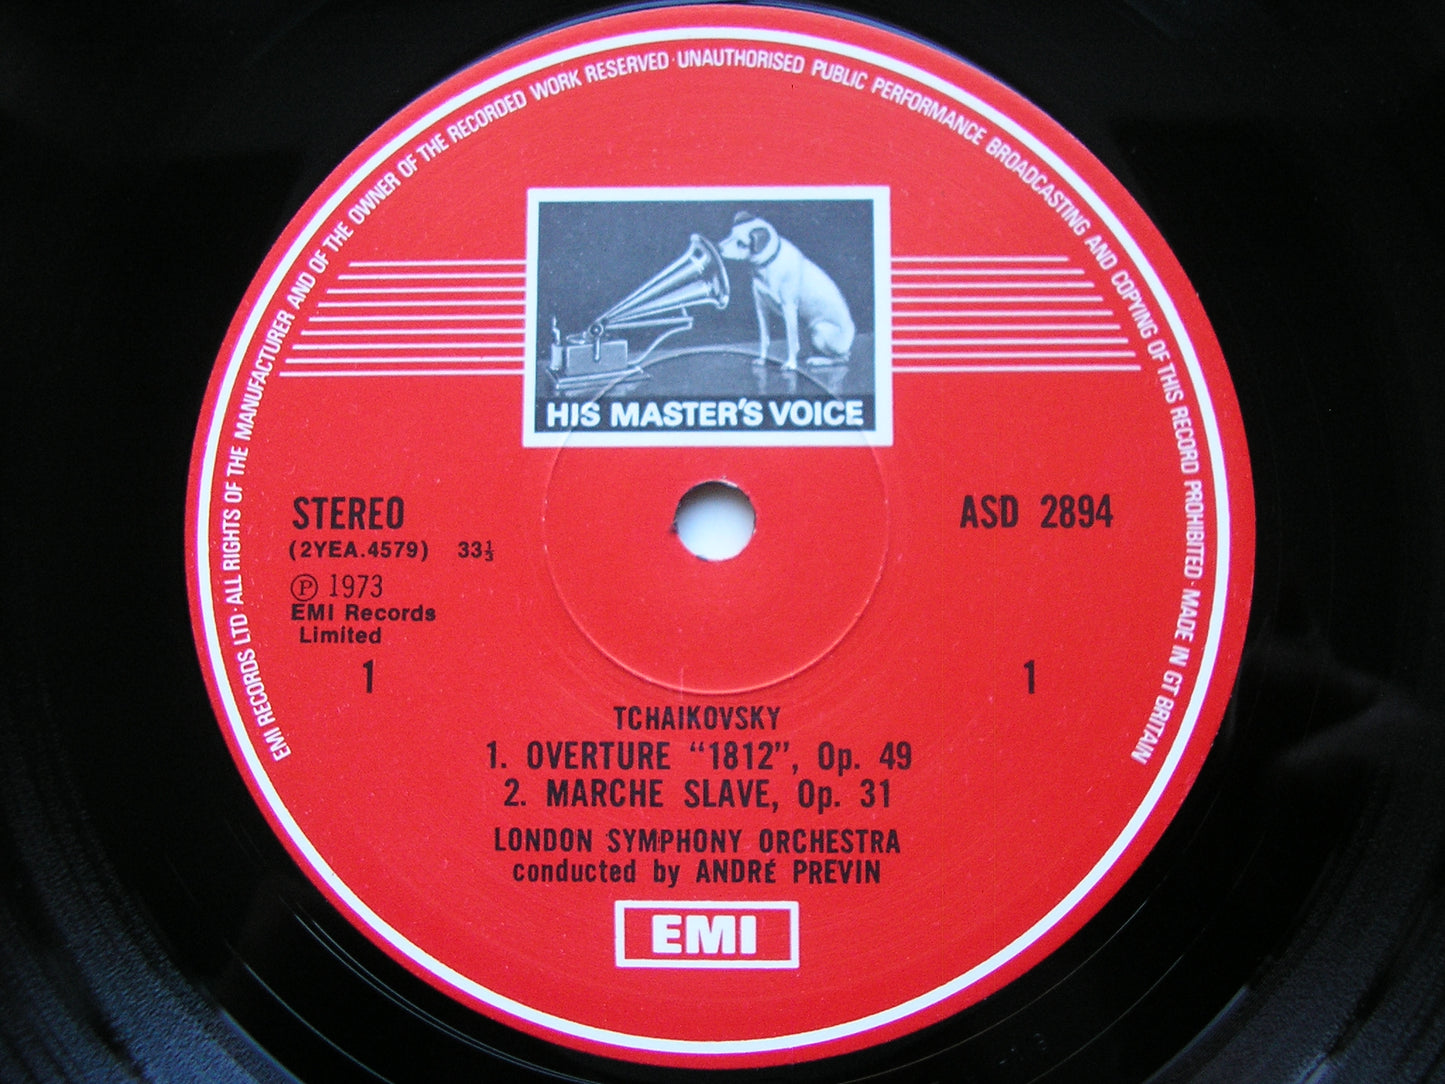 EMI RECORDS LTD · ALL RIGHTS OF THE MANUFACTURER AND OF THE OWNER OF THE RECORDED WORK RESERVED · UNAUTHORISED PUBLIC PERFORMANCE BROADCASTING AND COPYING OF THIS RECORD PROHIBITED · MADE IN GT BRITAIN
HIS MASTER'S VOICE
STEREO
ASD 2894
(2YEA.4579) 33⅓
℗ 1973
EMI Records
Limited
1
1
TCHAIKOVSKY
1. OVERTURE “1812”, Op. 49
2. MARCHE SLAVE, Op. 31
LONDON SYMPHONY ORCHESTRA
conducted by ANDRÉ PREVIN
EMI